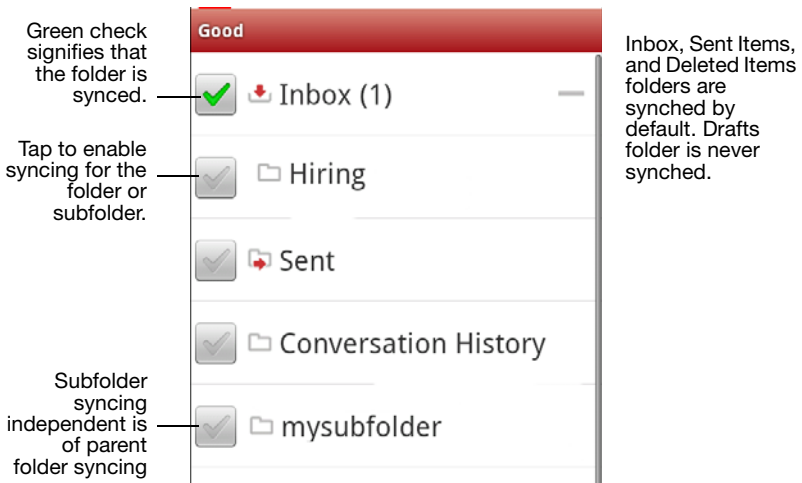 Green check
signifies that
the folder is
synced.
Tap to enable
syncing for the
folder or
subfolder.
Subfolder
syncing
independent is
of parent
folder syncing
Good
Inbox (1)
Hiring
Sent
Conversation History
mysubfolder
Inbox, Sent Items,
and Deleted Items
folders are
synched by
default. Drafts
folder is never
synched.